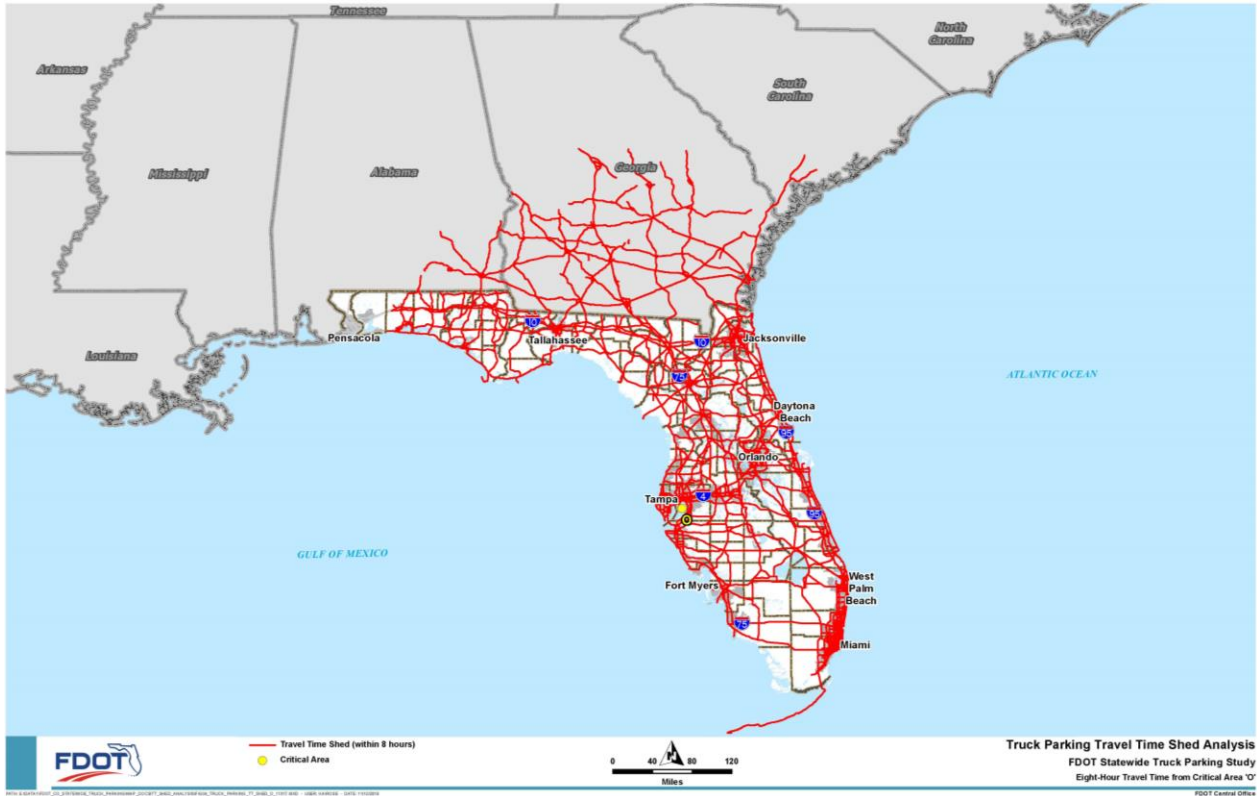 Tennessee
North
Carolina
Arkansas
South
Carolina
Mississippi
Alabama
Georgia
10
Pensacola
Tallahassee
10
Jacksonville
Louisiana
75
ATLANTIC OCEAN
Daytona
Beach
95
Orlando
4
Tampa
O
95
GULF OF MEXICO
Fort Myers
West
Palm
Beach
75
Miami
FDOT
Travel Time Shed (within 8 hours)
Critical Area
N
0 40 80 120
Miles
Truck Parking Travel Time Shed Analysis
FDOT Statewide Truck Parking Study
Eight-Hour Travel Time from Critical Area 'O'
FDOT Central Office